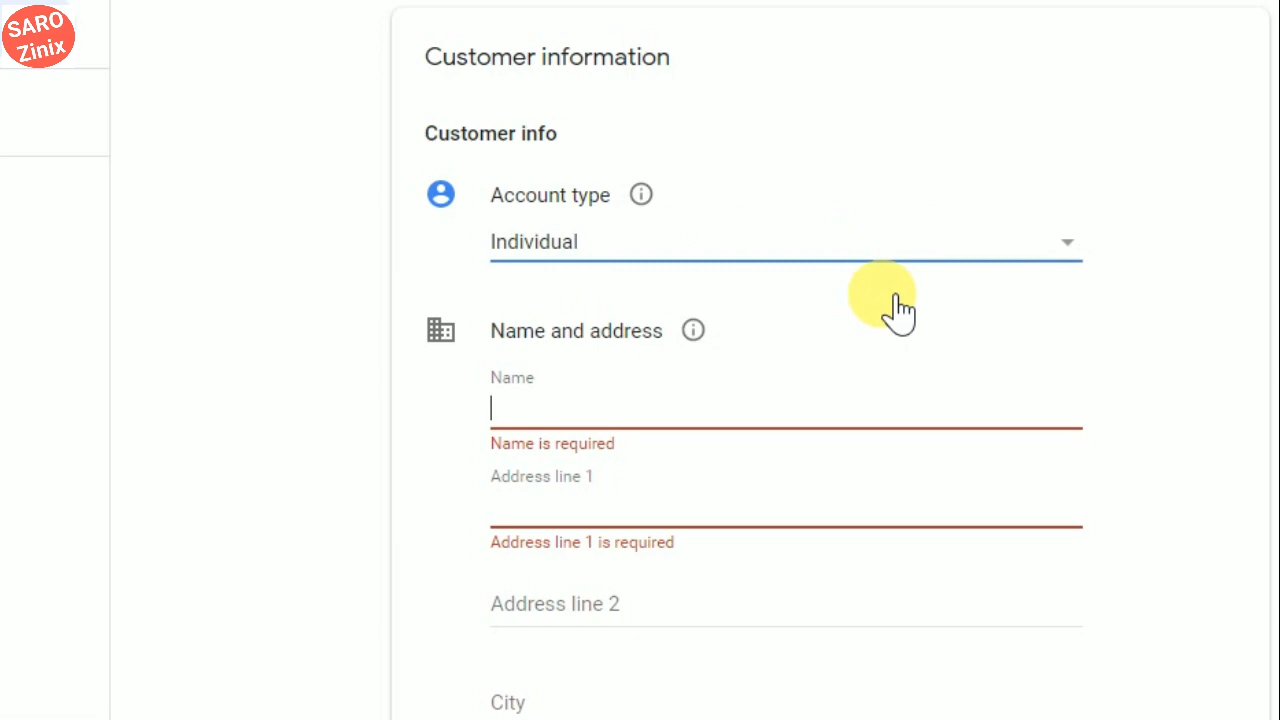 SARO
Zinix
Customer information
Customer info
Account type
Individual
Name and address
Name
Name is required
Address line 1
Address line 1 is required
Address line 2
City